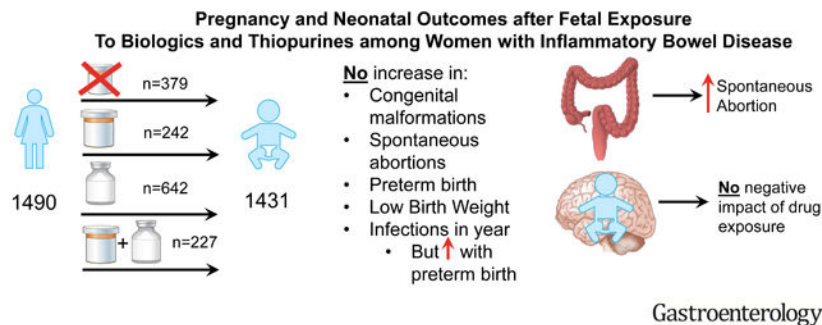 Pregnancy and Neonatal Outcomes after Fetal Exposure
To Biologics and Thiopurines among Women with Inflammatory Bowel Disease
n=379
n=242
n=642
+ n=227
1490
1431
No increase in:
• Congenital
malformations
• Spontaneous
abortions
• Preterm birth
• Low Birth Weight
• Infections in year
• But ↑ with
preterm birth
Spontaneous
Abortion
No negative
impact of drug
exposure
Gastroenterology